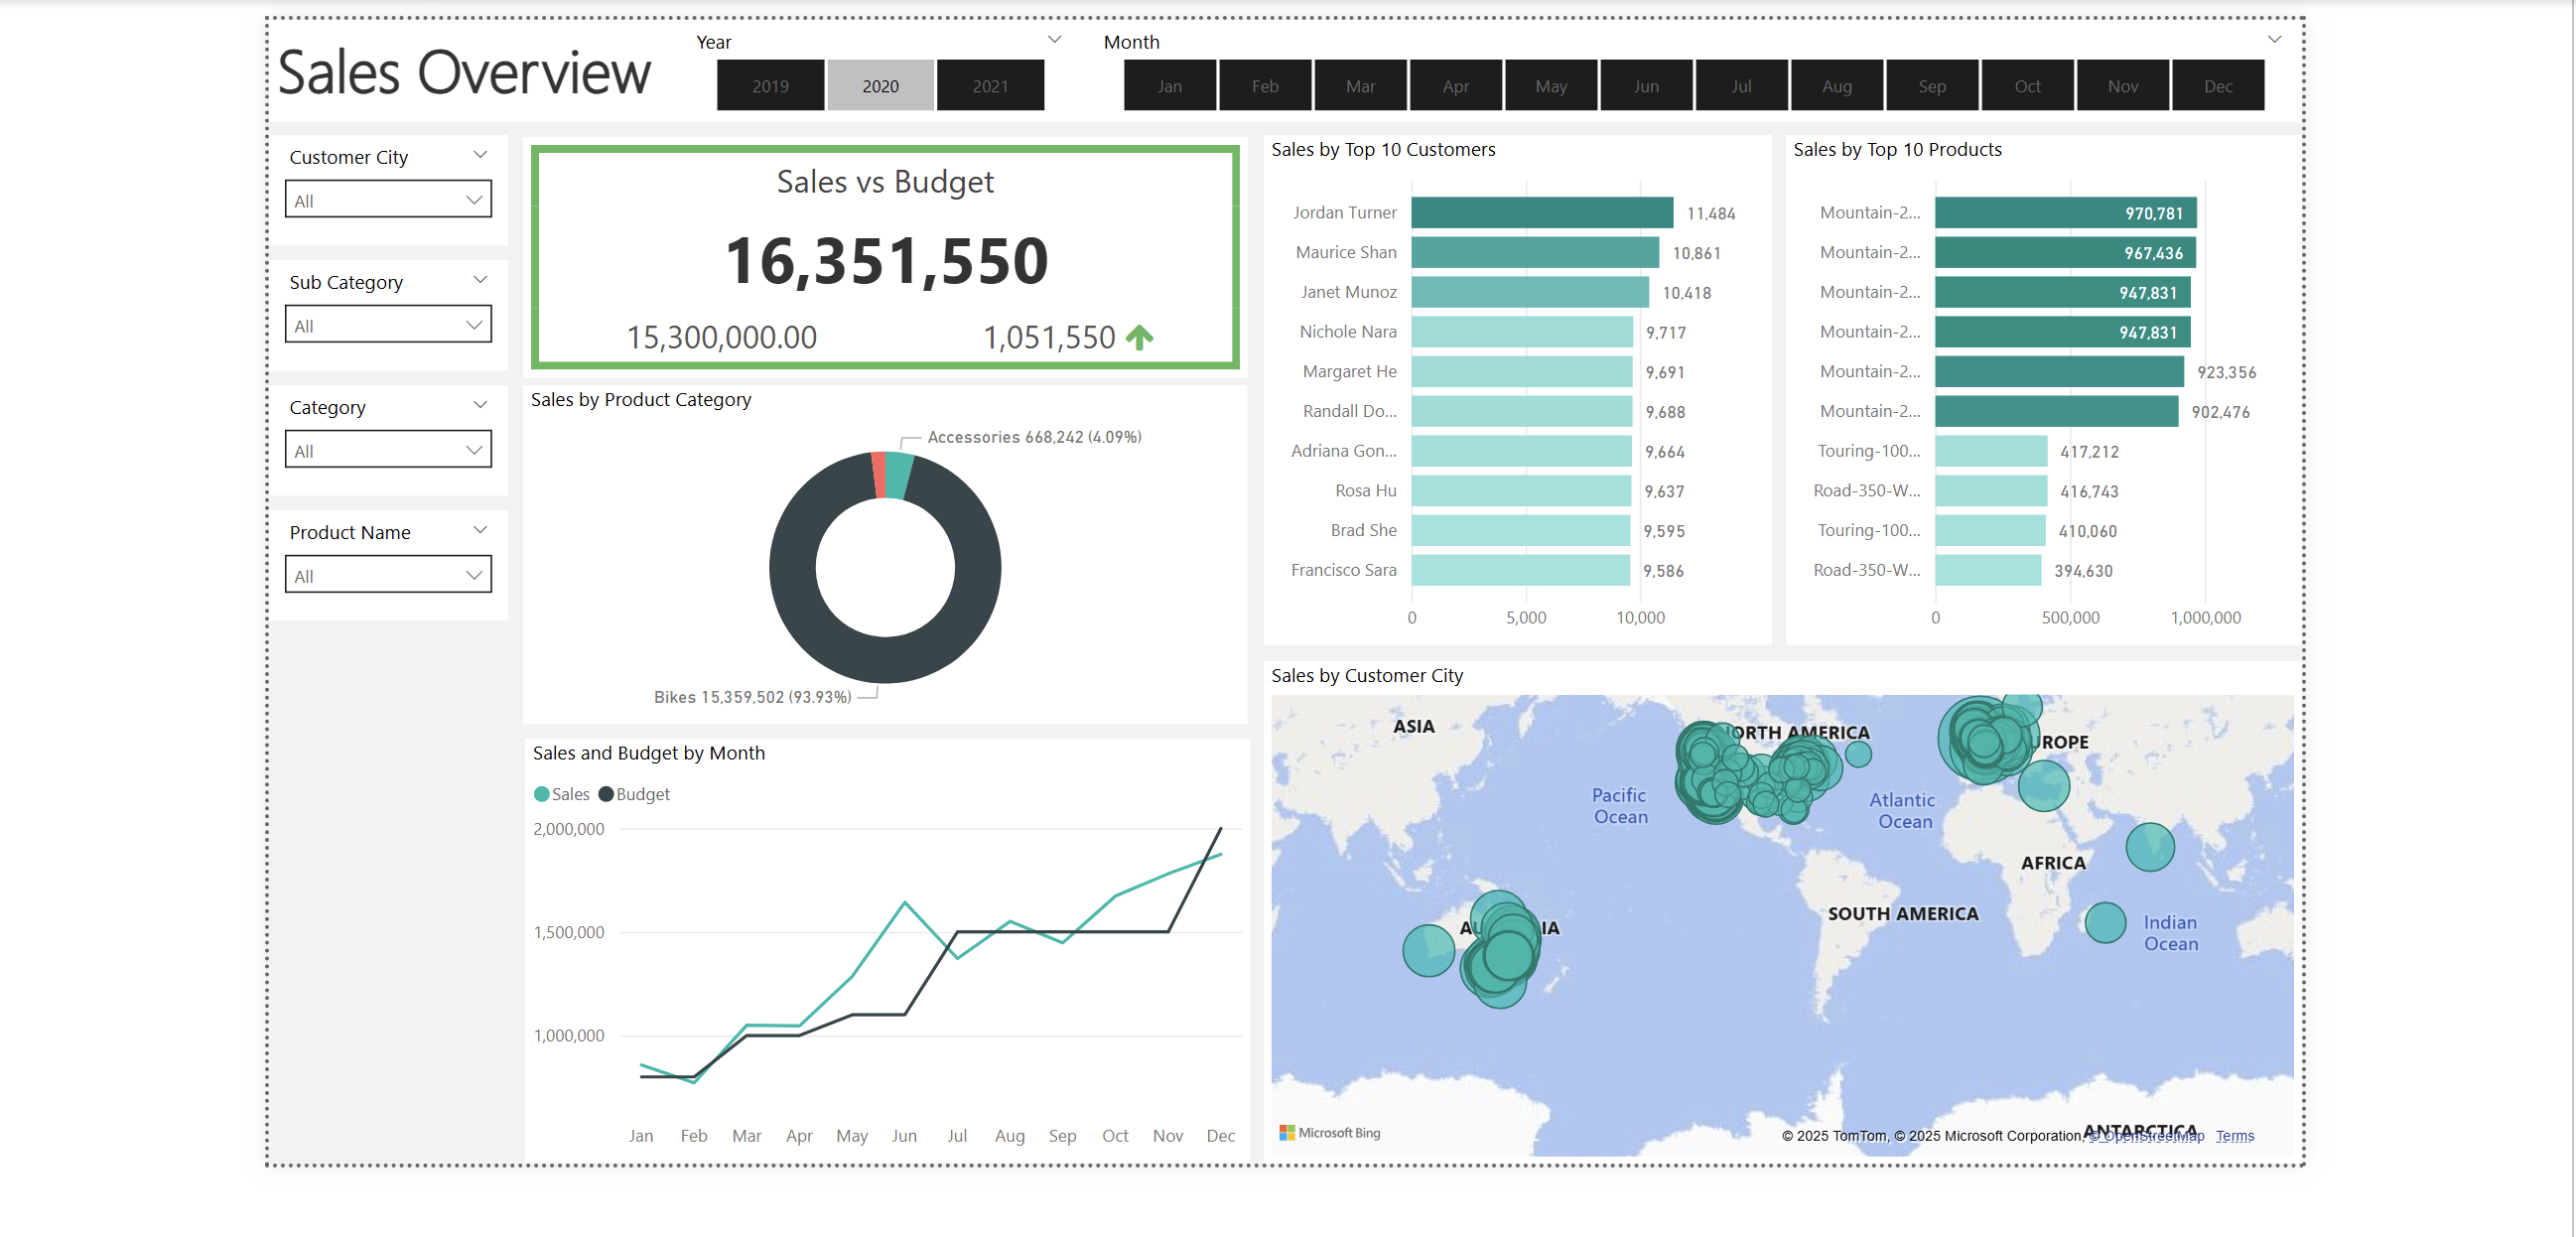 Sales Overview
Year
2019 2020 2021
Month
Jan Feb Mar Apr May Jun Jul Aug Sep Oct Nov Dec
Customer City
All
Sub Category
All
Category
All
Product Name
All
Sales vs Budget
16,351,550
15,300,000.00 1,051,550
Sales by Product Category
Accessories 668,242 (4.09%)
Bikes 15,359,502 (93.93%)
Sales and Budget by Month
Sales Budget
2,000,000
1,500,000
1,000,000
Jan Feb Mar Apr May Jun Jul Aug Sep Oct Nov Dec
Sales by Top 10 Customers
Jordan Turner 11,484
Maurice Shan 10,861
Janet Munoz 10,418
Nichole Nara 9,717
Margaret He 9,691
Randall Do... 9,688
Adriana Gon... 9,664
Rosa Hu 9,637
Brad She 9,595
Francisco Sara 9,586
0 5,000 10,000
Sales by Top 10 Products
Mountain-2... 970,781
Mountain-2... 967,436
Mountain-2... 947,831
Mountain-2... 947,831
Mountain-2... 923,356
Mountain-2... 902,476
Touring-100... 417,212
Road-350-W... 416,743
Touring-100... 410,060
Road-350-W... 394,630
0 500,000 1,000,000
Sales by Customer City
ASIA
AMERICA
Pacific
Ocean
Atlantic
Ocean
AFRICA
SOUTH AMERICA
Indian
Ocean
ANTARCTICA
Microsoft Bing
© 2025 TomTom, © 2025 Microsoft Corporation, © OpenStreetMap Terms